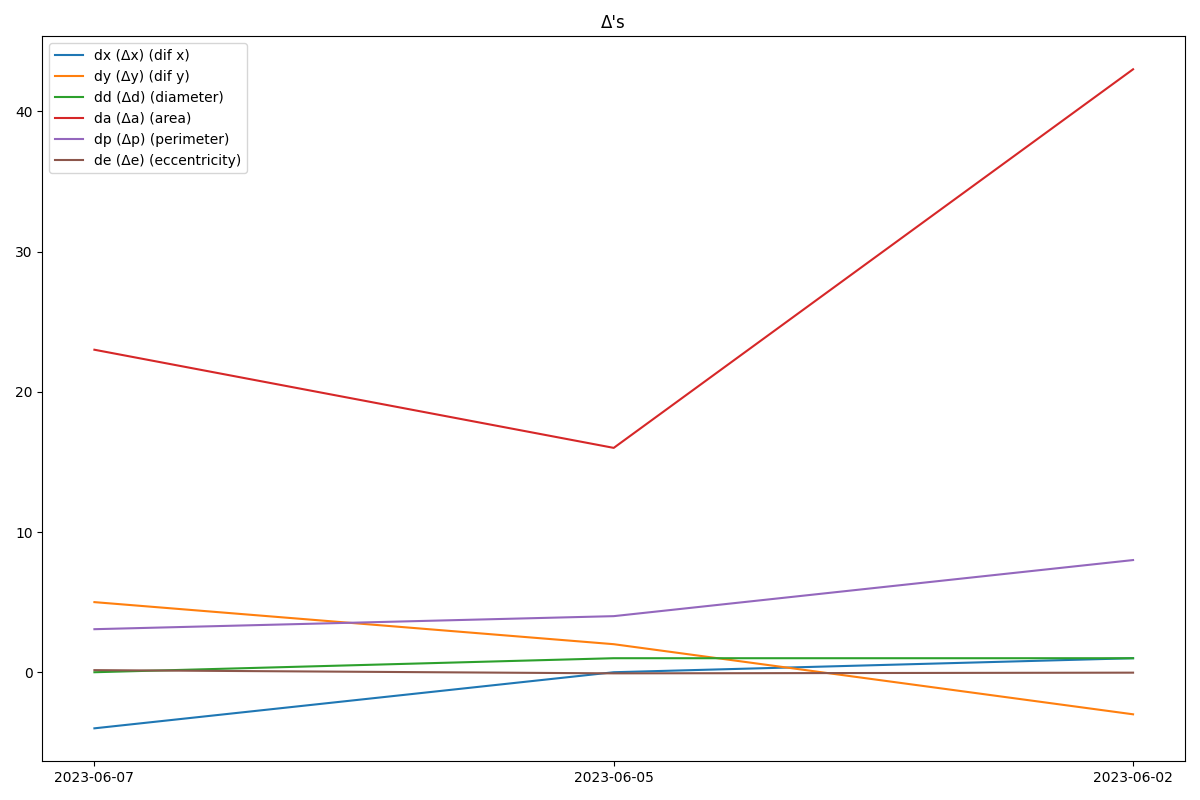 Δ's
dx (Δx) (dif x)
dy (Δy) (dif y)
dd (Δd) (diameter)
da (Δa) (area)
dp (Δp) (perimeter)
de (Δe) (eccentricity)
40
30
20
10
0
2023-06-07 2023-06-05 2023-06-02